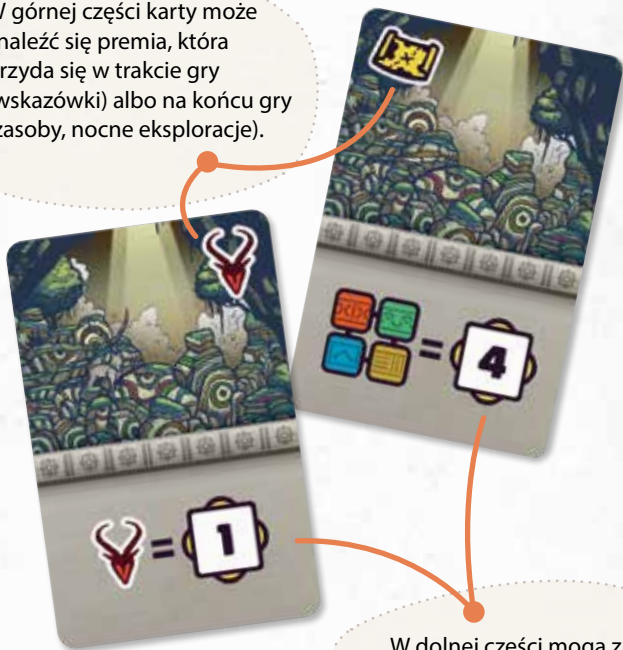 W górnej części karty może
znaleźć się premia, która
przyda się w trakcie gry
(wskazówki) albo na końcu gry
(zasoby, nocne eksploracje).
4
= 
= 1
W dolnej części mogą